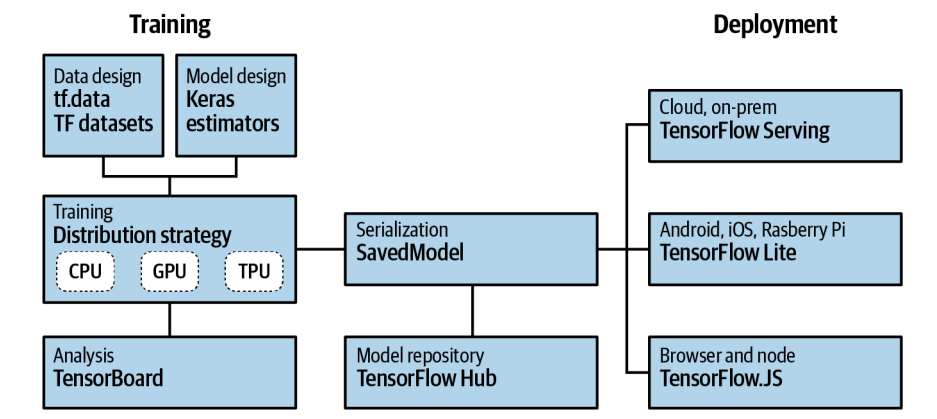 Training
Deployment
Data design
tf.data
TF datasets
Model design
Keras
estimators
Training
Distribution strategy
CPU
GPU
TPU
Analysis
TensorBoard
Serialization
SavedModel
Model repository
TensorFlow Hub
Cloud, on-prem
TensorFlow Serving
Android, iOS, Rasberry Pi
TensorFlow Lite
Browser and node
TensorFlow.JS